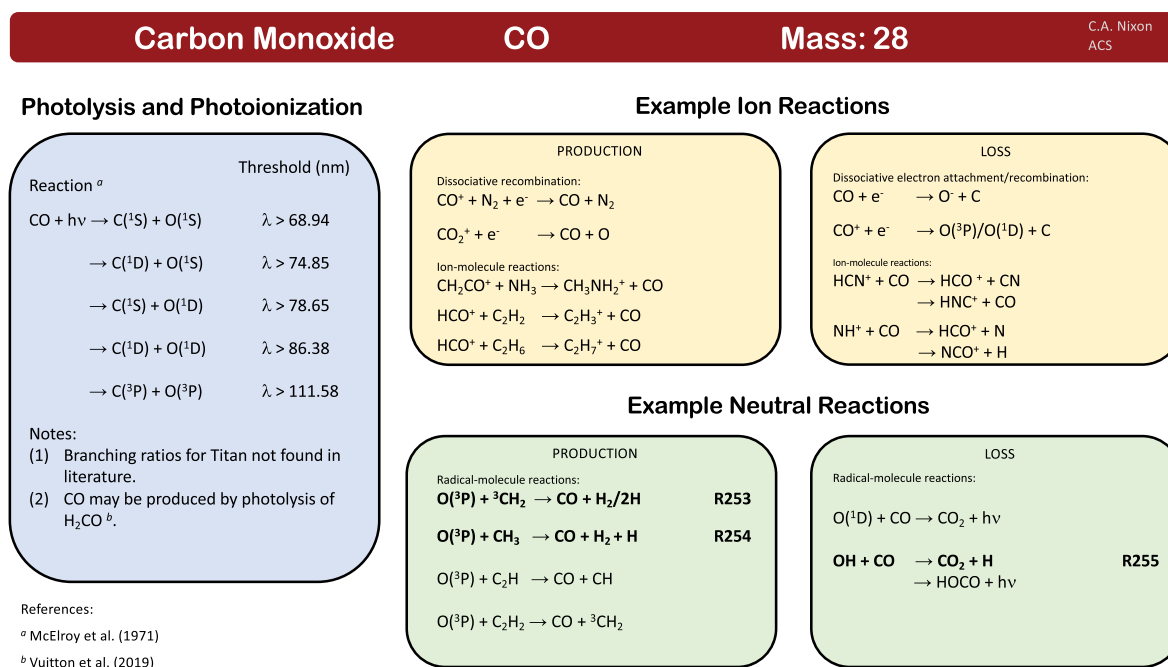 Carbon Monoxide CO Mass: 28
C.A. Nixon
ACS
Photolysis and Photoionization
Threshold (nm)
Reaction ᵃ
CO + hν → C(¹S) + O(¹S) λ > 68.94
→ C(¹D) + O(¹S) λ > 74.85
→ C(¹S) + O(¹D) λ > 78.65
→ C(¹D) + O(¹D) λ > 86.38
→ C(³P) + O(³P) λ > 111.58
Notes:
(1) Branching ratios for Titan not found in
literature.
(2) CO may be produced by photolysis of
H₂CO ᵇ.
References:
ᵃ McElroy et al. (1971)
ᵇ Vuitton et al. (2019)
Example Ion Reactions
PRODUCTION
Dissociative recombination:
CO⁺ + N₂ + e⁻ → CO + N₂
CO₂⁺ + e⁻ → CO + O
Ion-molecule reactions:
CH₂CO⁺ + NH₃ → CH₃NH₂⁺ + CO
HCO⁺ + C₂H₂ → C₂H₃⁺ + CO
HCO⁺ + C₂H₆ → C₂H₇⁺ + CO
LOSS
Dissociative electron attachment/recombination:
CO + e⁻ → O⁻ + C
CO⁺ + e⁻ → O(³P)/O(¹D) + C
Ion-molecule reactions:
HCN⁺ + CO → HCO ⁺ + CN
→ HNC⁺ + CO
NH⁺ + CO → HCO⁺ + N
→ NCO⁺ + H
Example Neutral Reactions
PRODUCTION
Radical-molecule reactions:
O(³P) + ³CH₂ → CO + H₂/2H R253
O(³P) + CH₃ → CO + H₂ + H R254
O(³P) + C₂H → CO + CH
O(³P) + C₂H₂ → CO + ³CH₂
LOSS
Radical-molecule reactions:
O(¹D) + CO → CO₂ + hν
OH + CO → CO₂ + H R255
→ HOCO + hν